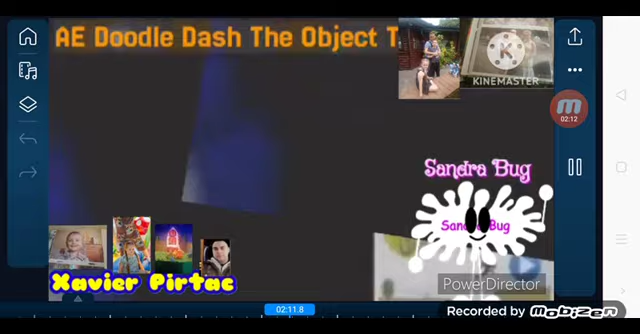 AE Doodle Dash The Object T
K
KINEMASTER
02:12
Sandra Bug
Sandra Bug
Xavier Pirtac
PowerDirector
02:11.8
Recorded by mobizen